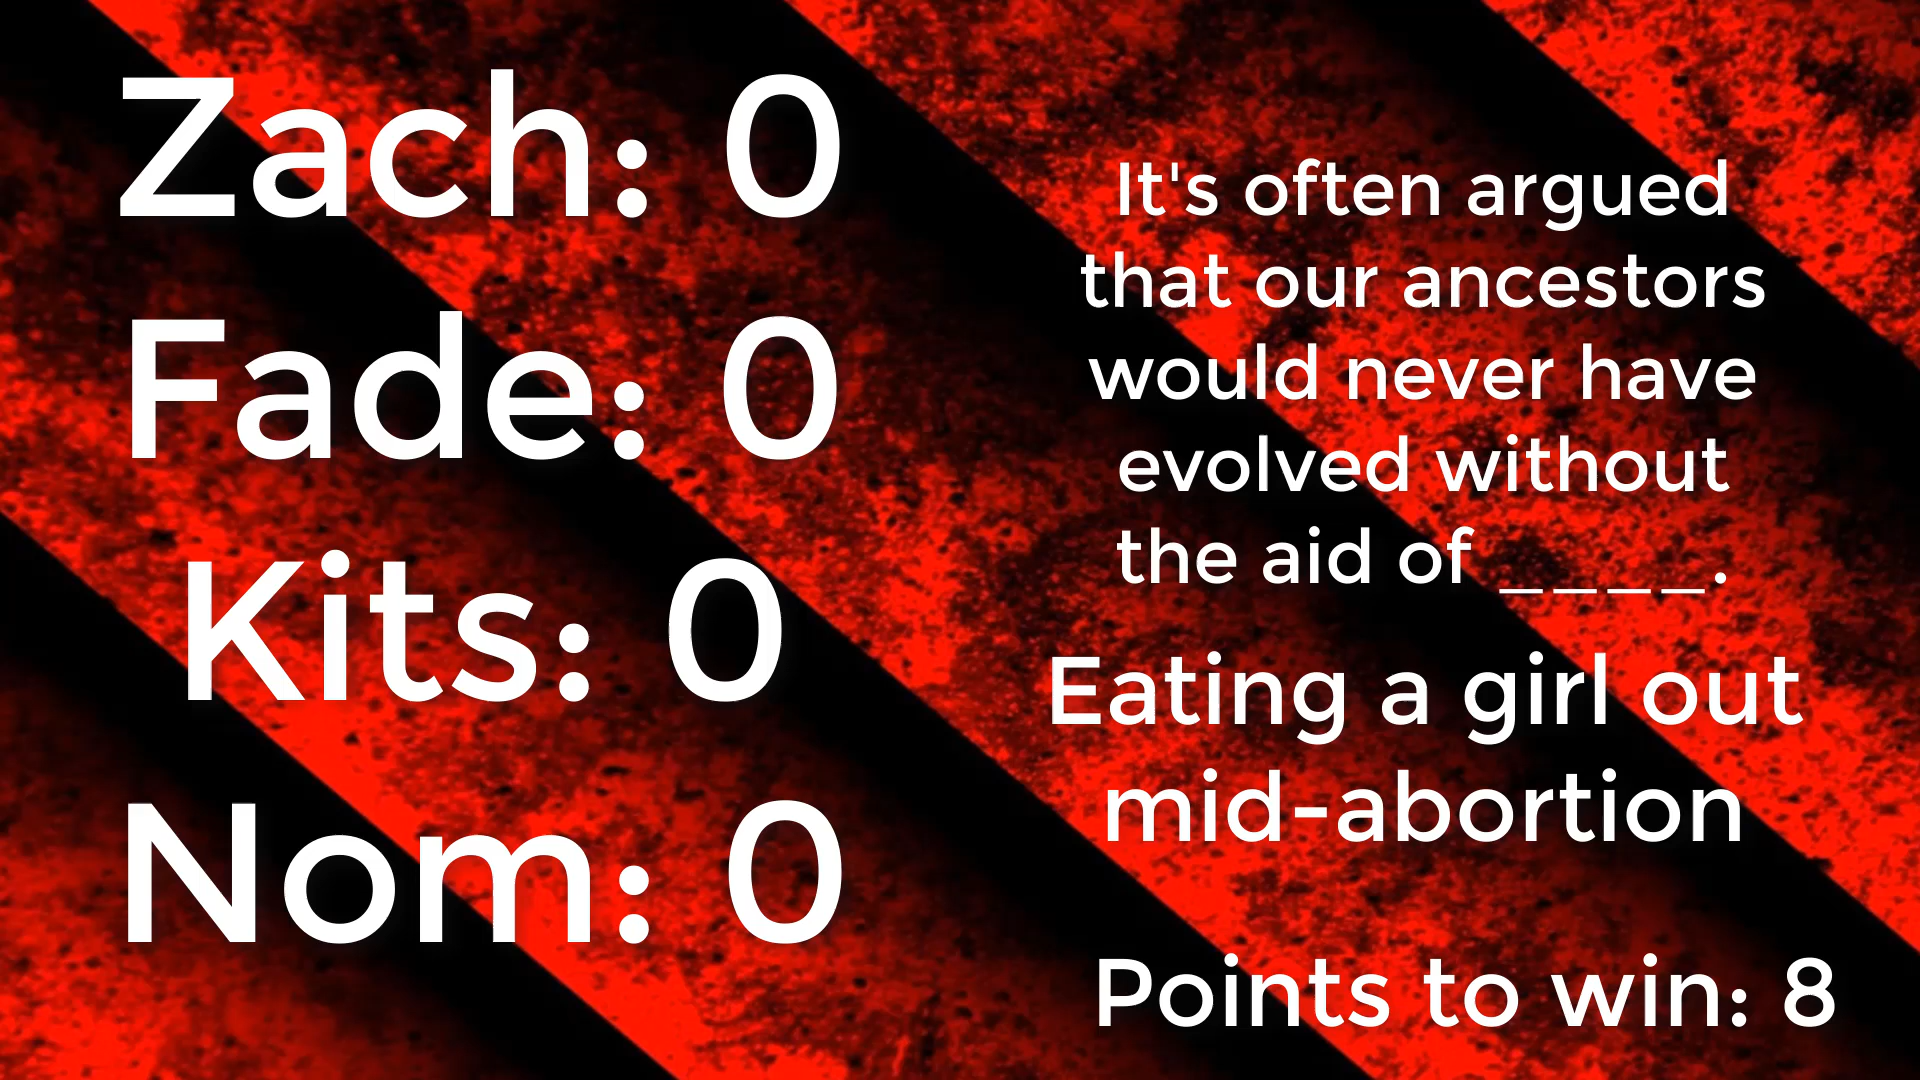 Zach: 0
Fade: 0
Kits: 0
Nom: 0
It's often argued
that our ancestors
would never have
evolved without
the aid of ____.
Eating a girl out
mid-abortion
Points to win: 8